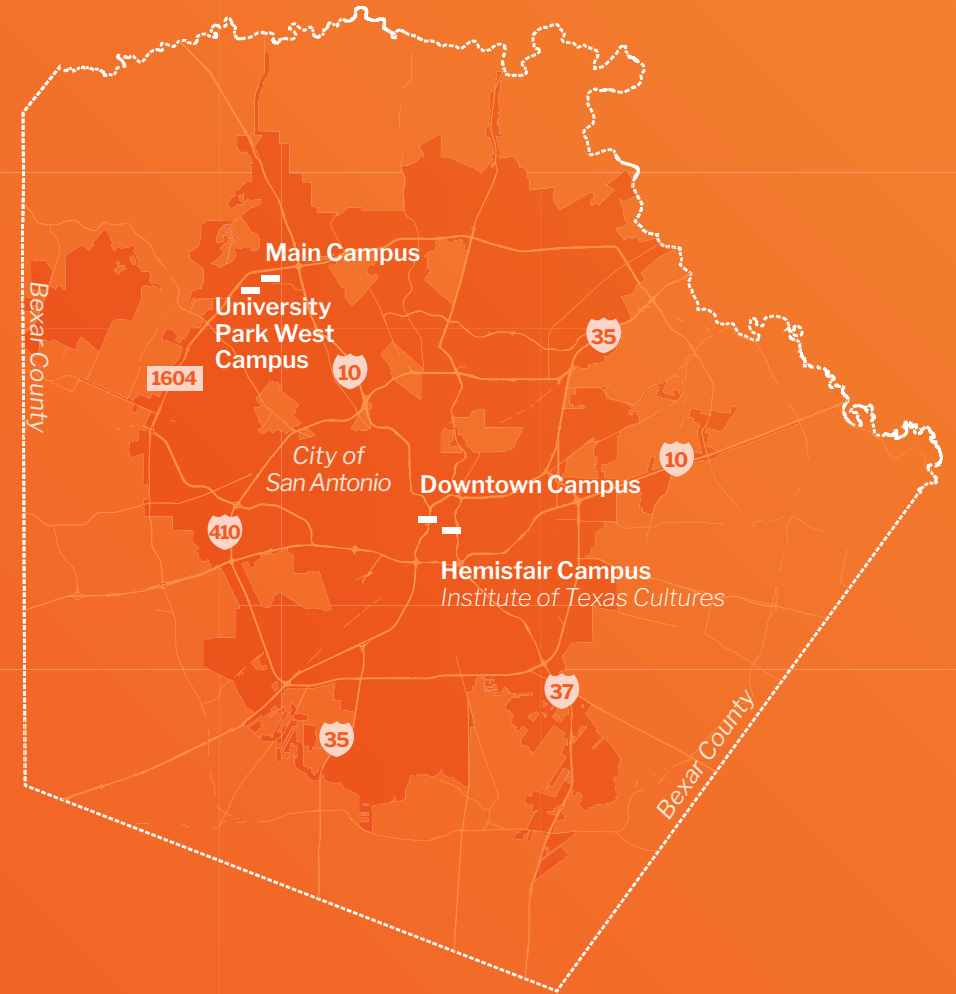 Main Campus
University
Park West
Campus
Bexar County
35
10
1604
City of
San Antonio
10
Downtown Campus
410
Hemisfair Campus
Institute of Texas Cultures
37
35
Bexar County